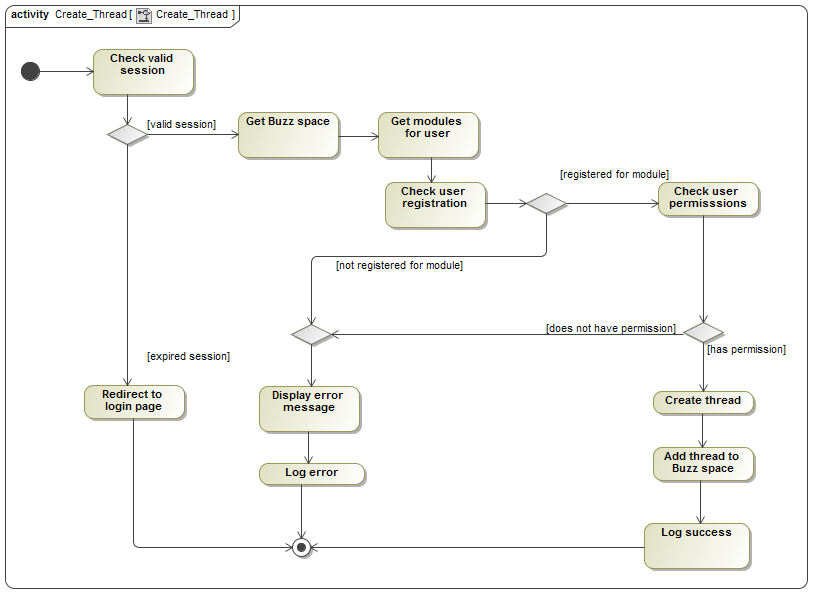 activity Create_Thread [ Create_Thread ]
Check valid
session
[valid session]
Get Buzz space
Get modules
for user
Check user
registration
[registered for module]
Check user
permisssions
[not registered for module]
[does not have permission]
[has permission]
[expired session]
Redirect to
login page
Display error
message
Create thread
Log error
Add thread to
Buzz space
Log success